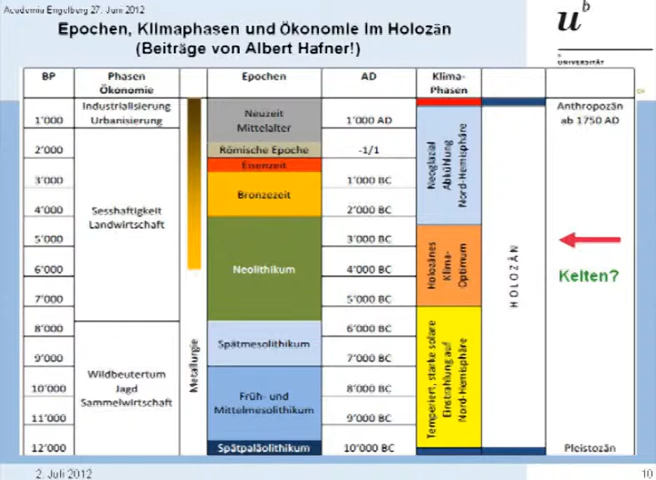 Academia Engelberg 27. Juni 2012
u^b
Epochen, Klimaphasen und Ökonomie im Holozän
(Beiträge von Albert Hafner!)
UNIVERSITÄT
BP
Phasen
Ökonomie
Epochen
AD
Klima-
Phasen
Industrialisierung
Urbanisierung
Neuzeit
Mittelalter
Anthropozän
ab 1750 AD
1'000
1'000 AD
2'000
Römische Epoche
-1/1
Eisenzeit
3'000
1'000 BC
Bronzezeit
4'000
2'000 BC
Neoglazial
Abkühlung
Nord-Hemisphäre
Sesshaftigkeit
Landwirtschaft
5'000
3'000 BC
6'000
Neolithikum
4'000 BC
Holozänes
Klima-
Optimum
Kelten?
HOLOZÄN
7'000
5'000 BC
8'000
6'000 BC
Spätmesolithikum
9'000
7'000 BC
Metallurgie
Wildbeutertum
Jagd
Sammelwirtschaft
10'000
8'000 BC
Früh- und
Mittelmesolithikum
Temperiert, starke solare
Einstrahlung auf
Nord-Hemisphäre
11'000
9'000 BC
12'000
Spätpaläolithikum
10'000 BC
Pleistozän
2. Juli 2012
10